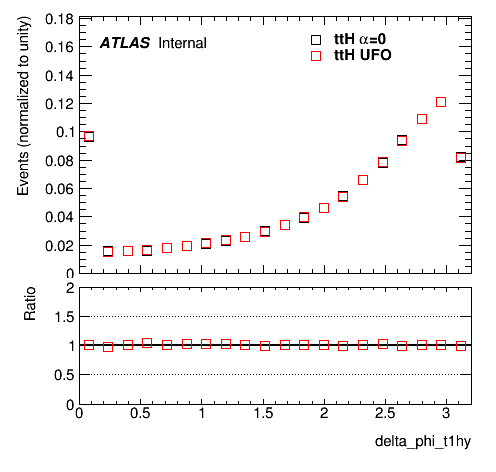 Events (normalized to unity)
0.18
0.16
0.14
0.12
0.1
0.08
0.06
0.04
0.02
0
ATLAS Internal
ttH α=0
ttH UFO
Ratio
2
1.5
1
0.5
0
0 0.5 1 1.5 2 2.5 3
delta_phi_t1hy